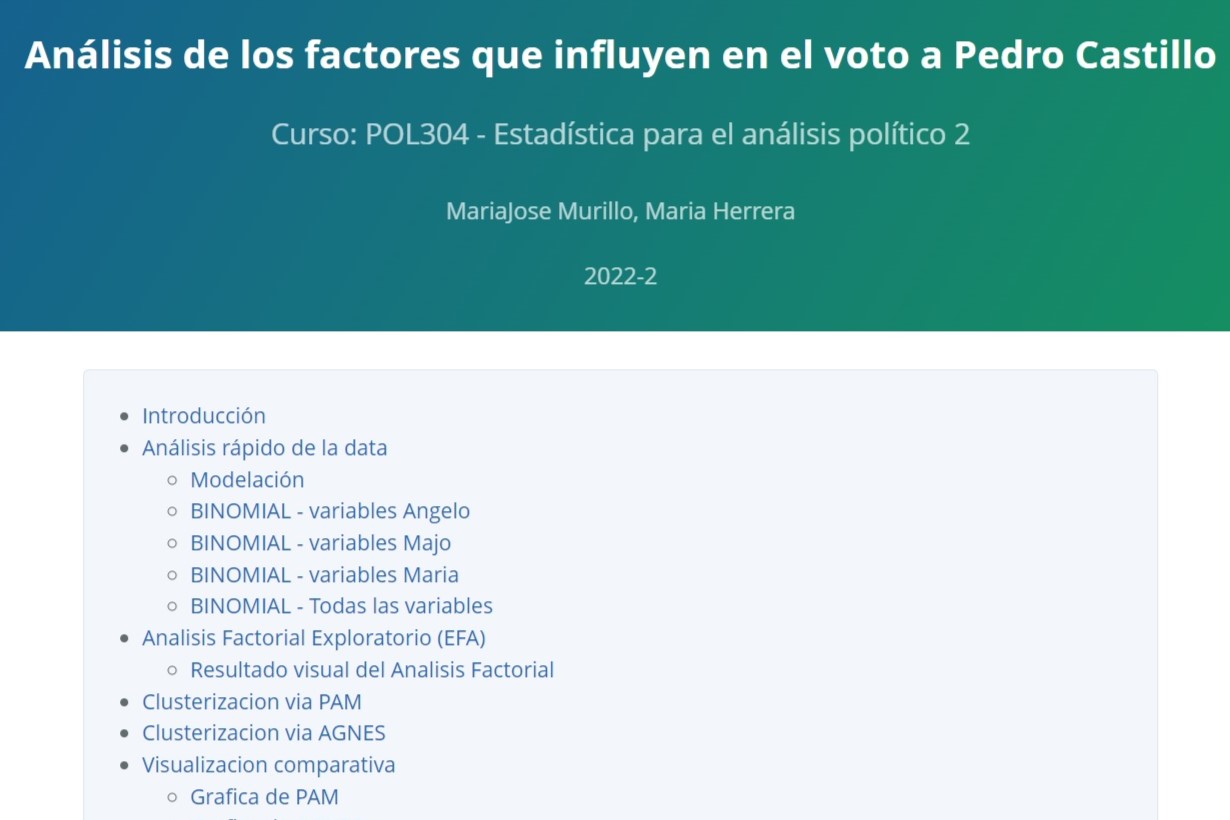 Análisis de los factores que influyen en el voto a Pedro Castillo
Curso: POL304 - Estadística para el análisis político 2
MariaJose Murillo, Maria Herrera
2022-2
Introducción
Análisis rápido de la data
Modelación
BINOMIAL - variables Angelo
BINOMIAL - variables Majo
BINOMIAL - variables Maria
BINOMIAL - Todas las variables
Analisis Factorial Exploratorio (EFA)
Resultado visual del Analisis Factorial
Clusterizacion via PAM
Clusterizacion via AGNES
Visualizacion comparativa
Grafica de PAM